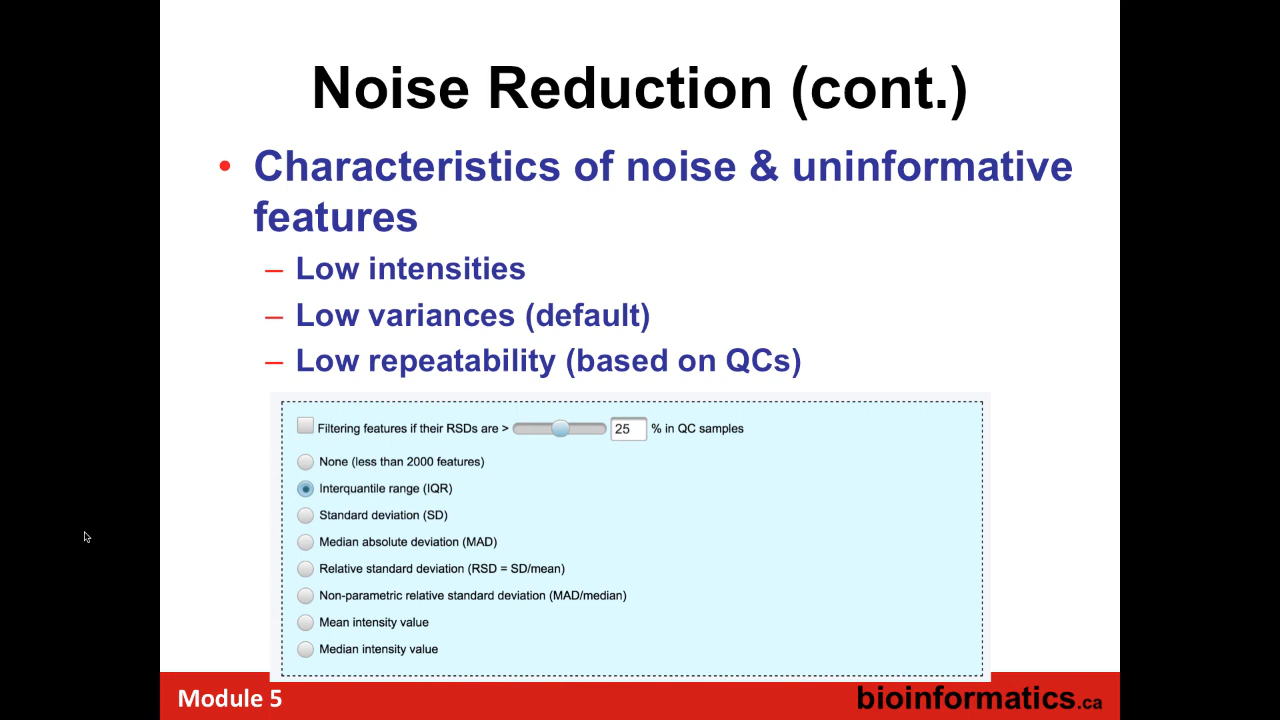 Noise Reduction (cont.)
• Characteristics of noise & uninformative
features
– Low intensities
– Low variances (default)
– Low repeatability (based on QCs)
Filtering features if their RSDs are > 25 % in QC samples
None (less than 2000 features)
Interquantile range (IQR)
Standard deviation (SD)
Median absolute deviation (MAD)
Relative standard deviation (RSD = SD/mean)
Non-parametric relative standard deviation (MAD/median)
Mean intensity value
Median intensity value
Module 5
bioinformatics.ca